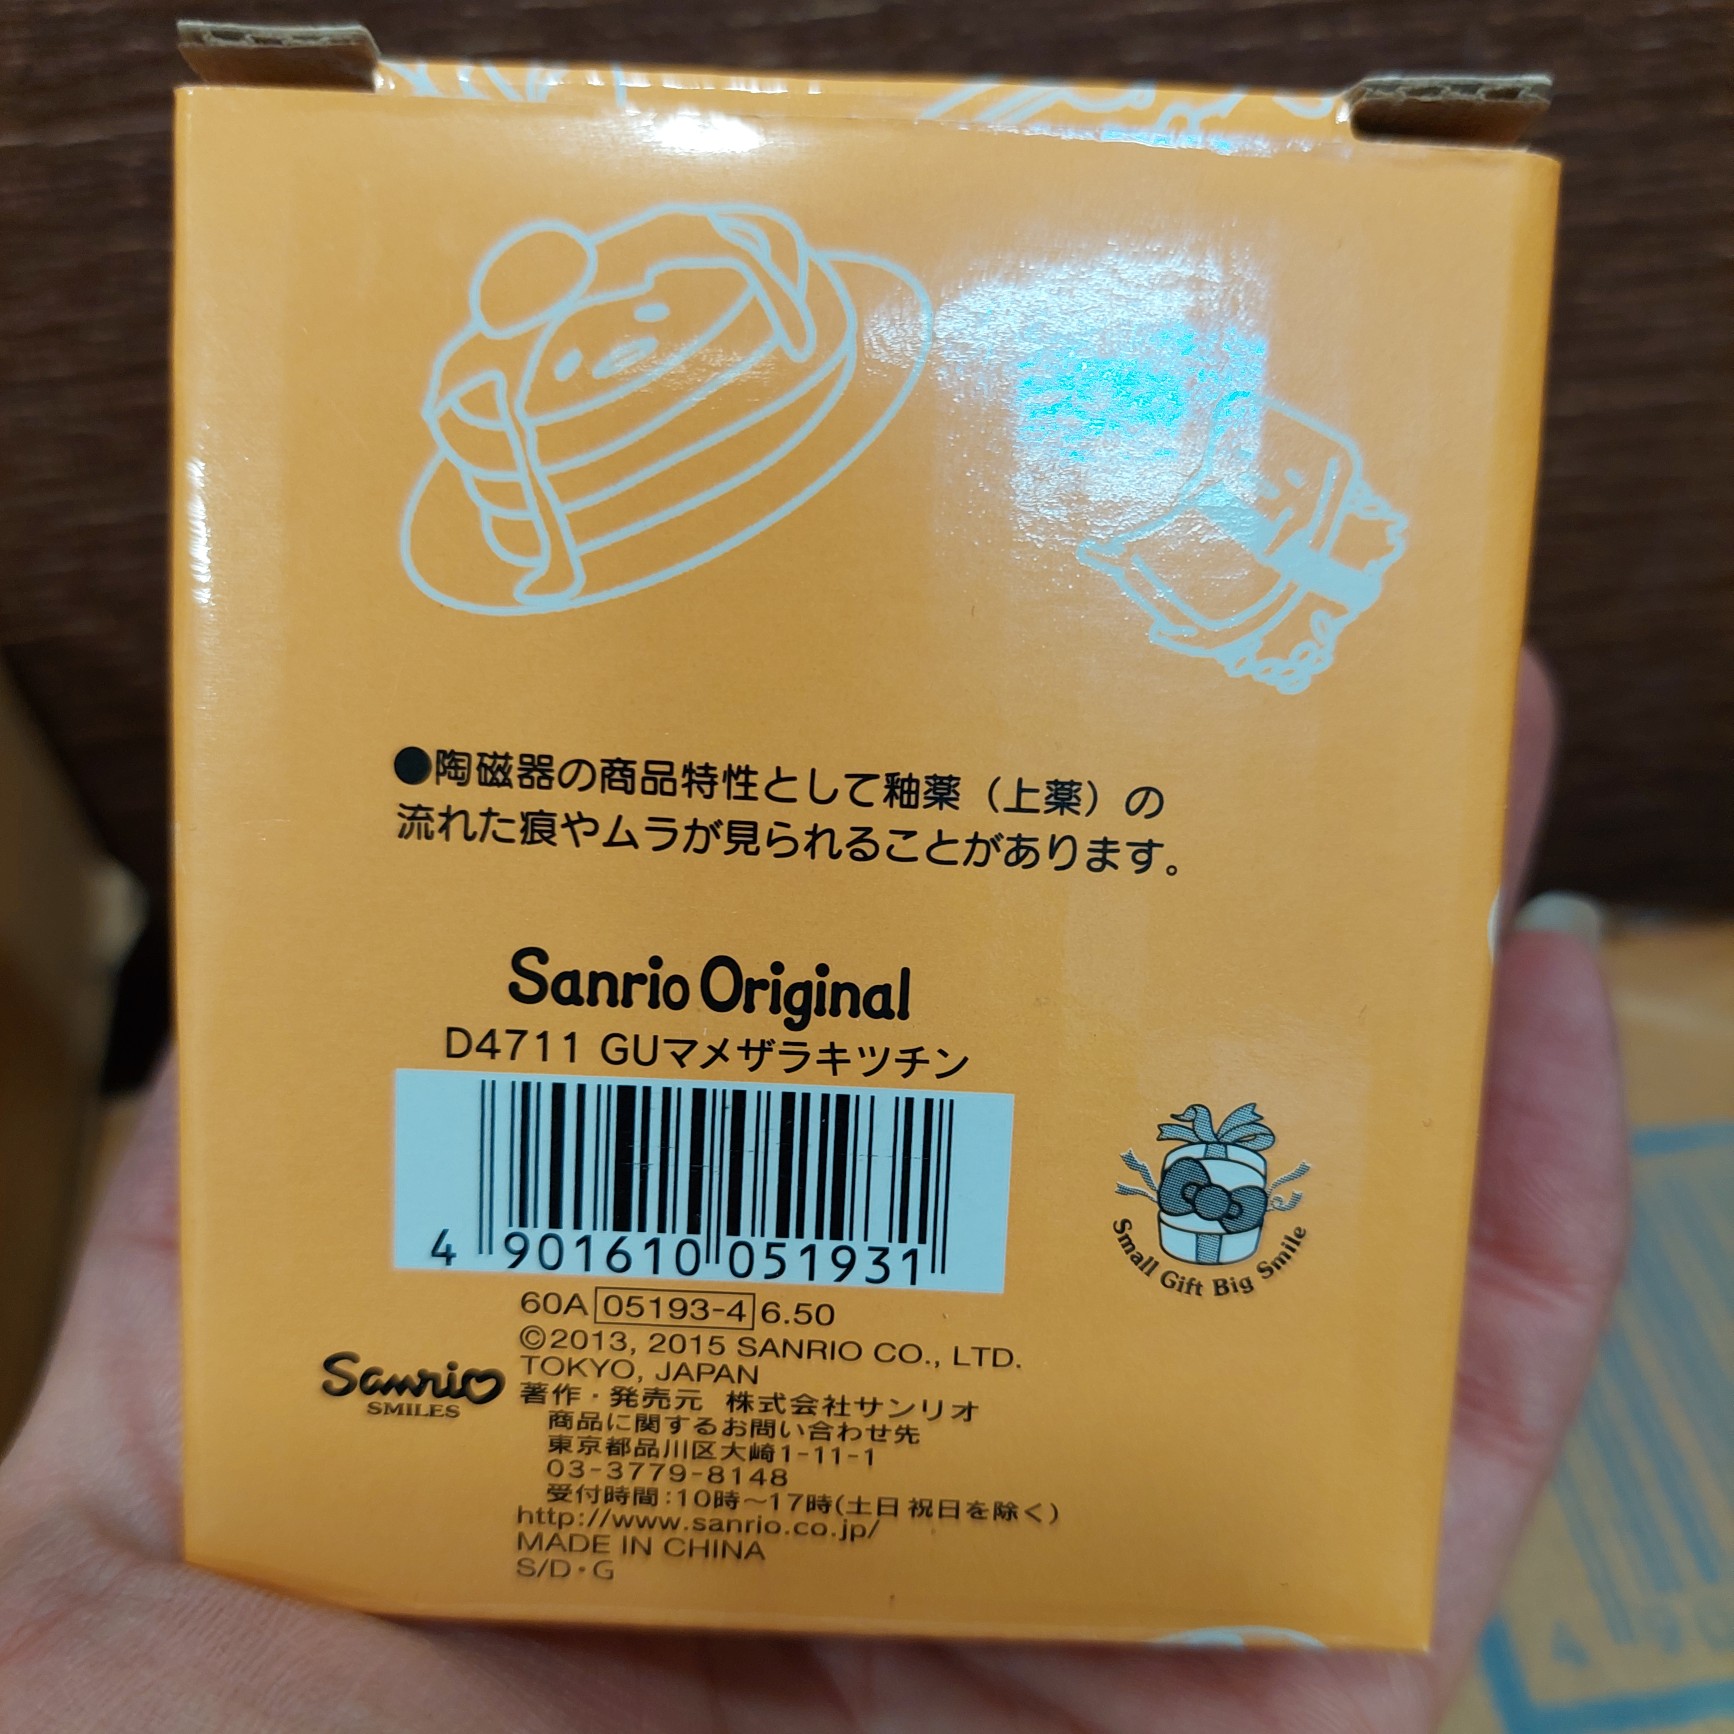 ●陶磁器の商品特性として釉薬（上薬）の
流れた痕やムラが見られることがあります。
Sanrio Original
D4711 GUマメザラキツチン
4 901610 051931
Small Gift Big Smile
60A 05193-4 6.50
©2013, 2015 SANRIO CO., LTD.
TOKYO, JAPAN
Sanrio
SMILES
著作・発売元 株式会社サンリオ
商品に関するお問い合わせ先
東京都品川区大崎1-11-1
03-3779-8148
受付時間:10時～17時(土日祝日を除く)
http://www.sanrio.co.jp/
MADE IN CHINA
S/D・G
4 90